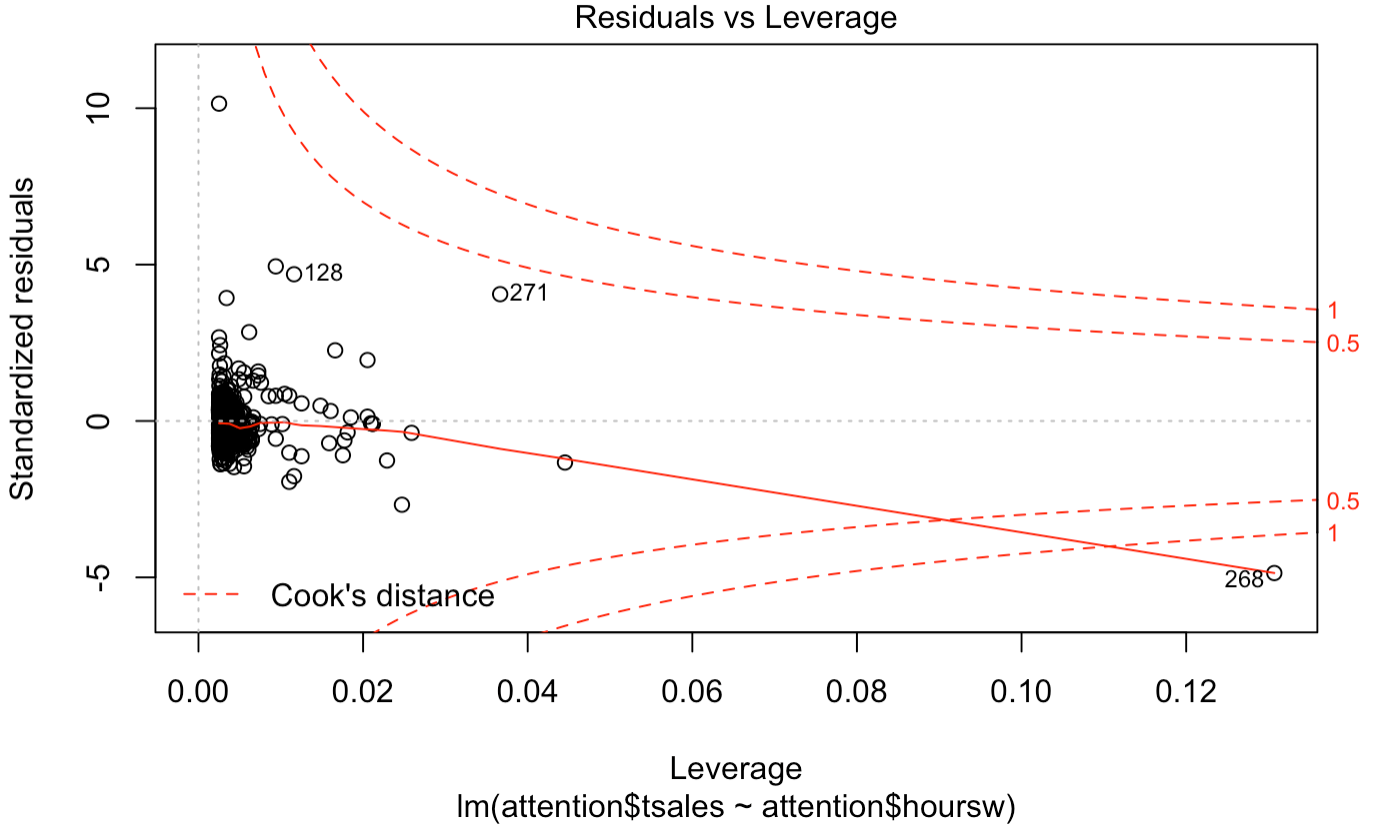 Residuals vs Leverage
Standardized residuals
10
5
0
-5
128
271
268
1
0.5
0.5
1
Cook's distance
0.00 0.02 0.04 0.06 0.08 0.10 0.12
Leverage
lm(attention$tsales ~ attention$hoursw)